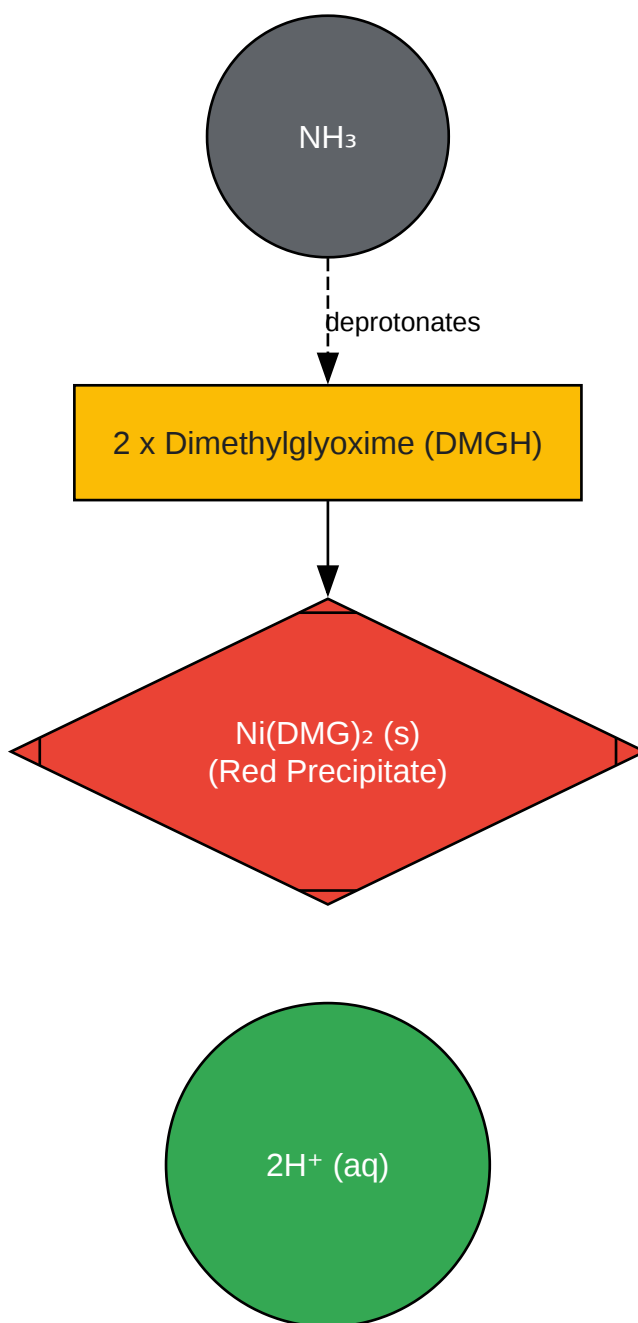 NH₃
deprotonates
2 x Dimethylglyoxime (DMGH)
Ni(DMG)₂ (s)
(Red Precipitate)
2H⁺ (aq)